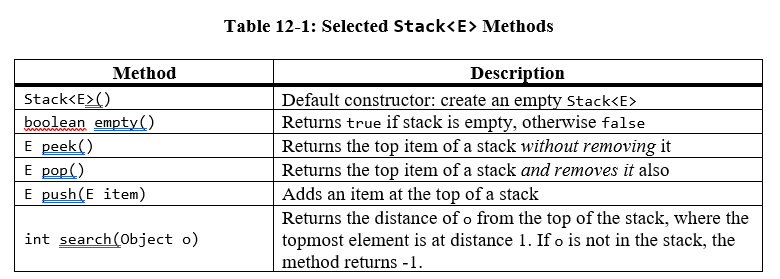 Table 12-1: Selected Stack<E> Methods
Method Description
Stack<E>() Default constructor: create an empty Stack<E>
boolean empty() Returns true if stack is empty, otherwise false
E peek() Returns the top item of a stack without removing it
E pop() Returns the top item of a stack and removes it also
E push(E item) Adds an item at the top of a stack
int search(Object o) Returns the distance of o from the top of the stack, where the
topmost element is at distance 1. If o is not in the stack, the
method returns -1.